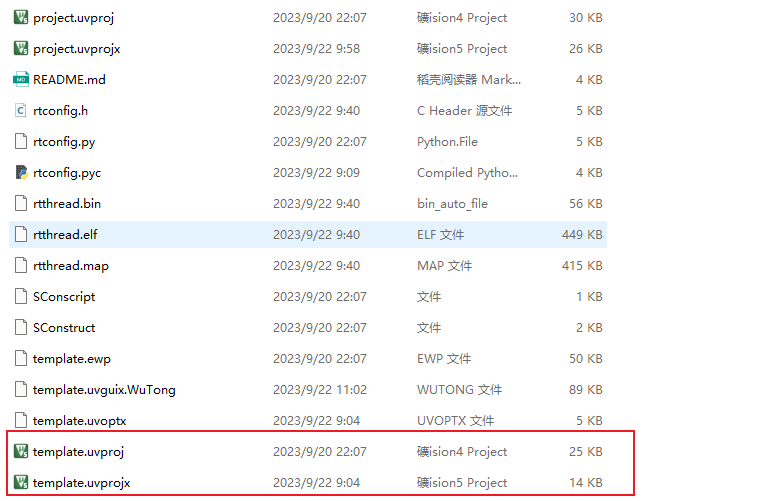 project.uvproj 2023/9/20 22:07 礦ision4 Project 30 KB
project.uvprojx 2023/9/22 9:58 礦ision5 Project 26 KB
README.md 2023/9/20 22:07 稻壳阅读器 Mark... 4 KB
rtconfig.h 2023/9/22 9:40 C Header 源文件 5 KB
rtconfig.py 2023/9/20 22:07 Python.File 5 KB
rtconfig.pyc 2023/9/22 9:09 Compiled Pytho... 4 KB
rtthread.bin 2023/9/22 9:40 bin_auto_file 56 KB
rtthread.elf 2023/9/22 9:40 ELF 文件 449 KB
rtthread.map 2023/9/22 9:40 MAP 文件 415 KB
SConscript 2023/9/20 22:07 文件 1 KB
SConstruct 2023/9/20 22:07 文件 2 KB
template.ewp 2023/9/20 22:07 EWP 文件 50 KB
template.uvguix.WuTong 2023/9/22 11:02 WUTONG 文件 89 KB
template.uvoptx 2023/9/22 9:04 UVOPTX 文件 5 KB
template.uvproj 2023/9/20 22:07 礦ision4 Project 25 KB
template.uvprojx 2023/9/22 9:04 礦ision5 Project 14 KB